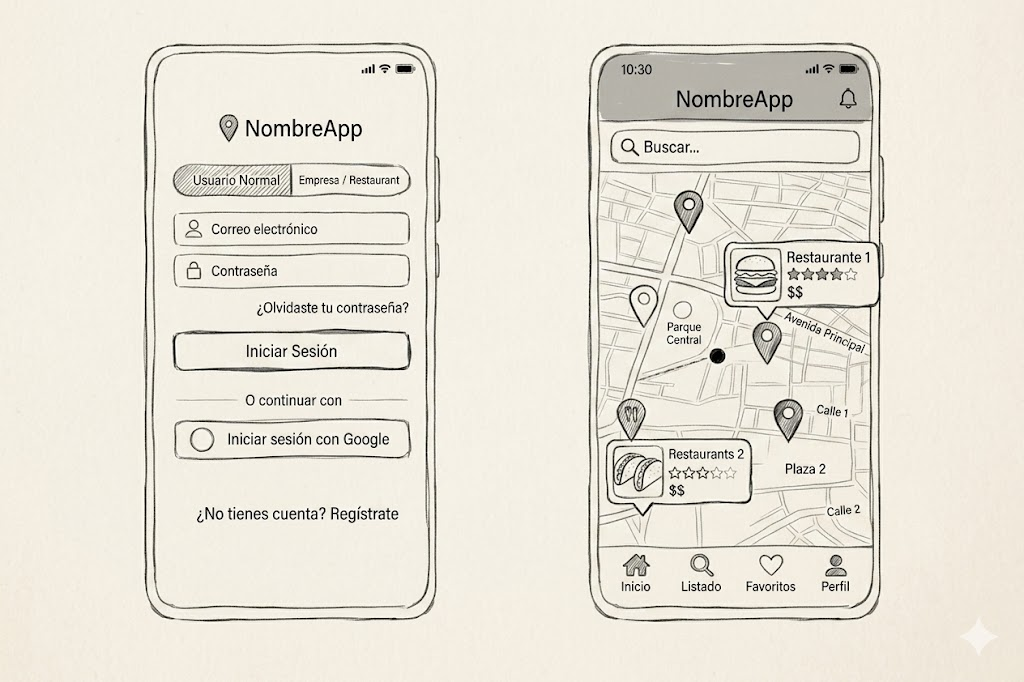 NombreApp
Usuario Normal
Empresa / Restaurant
Correo electrónico
Contraseña
¿Olvidaste tu contraseña?
Iniciar Sesión
O continuar con
Iniciar sesión con Google
¿No tienes cuenta? Regístrate
10:30
NombreApp
Buscar...
Restaurante 1
$$
Parque
Central
Avenida Principal
Calle 1
Restaurants 2
$$
Plaza 2
Calle 2
Inicio
Listado
Favoritos
Perfil